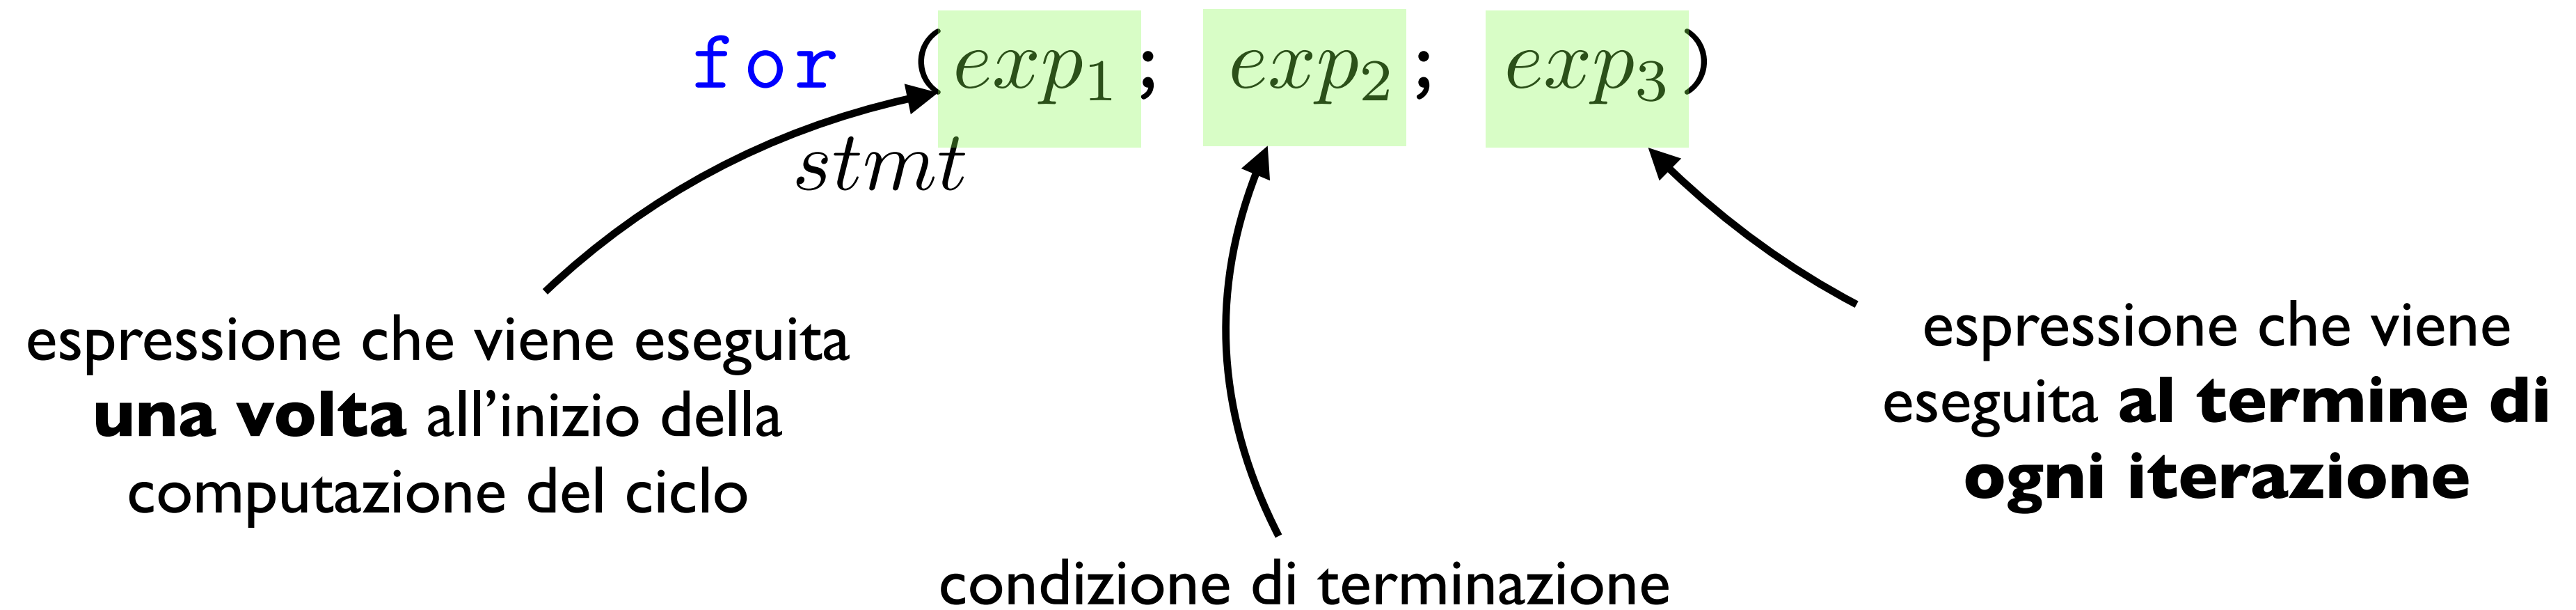 for (exp₁; exp₂; exp₃)
stmt
espressione che viene eseguita
una volta all’inizio della
computazione del ciclo
condizione di terminazione
espressione che viene
eseguita al termine di
ogni iterazione